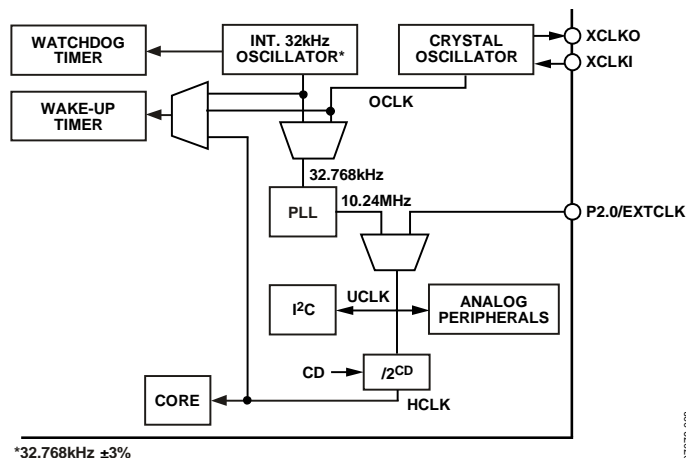 WATCHDOG
TIMER
INT. 32kHz
OSCILLATOR*
CRYSTAL
OSCILLATOR
XCLKO
XCLKI
WAKE-UP
TIMER
OCLK
32.768kHz
PLL
10.24MHz
P2.0/EXTCLK
I2C
UCLK
ANALOG
PERIPHERALS
CD
/2CD
CORE
HCLK
*32.768kHz ±3%